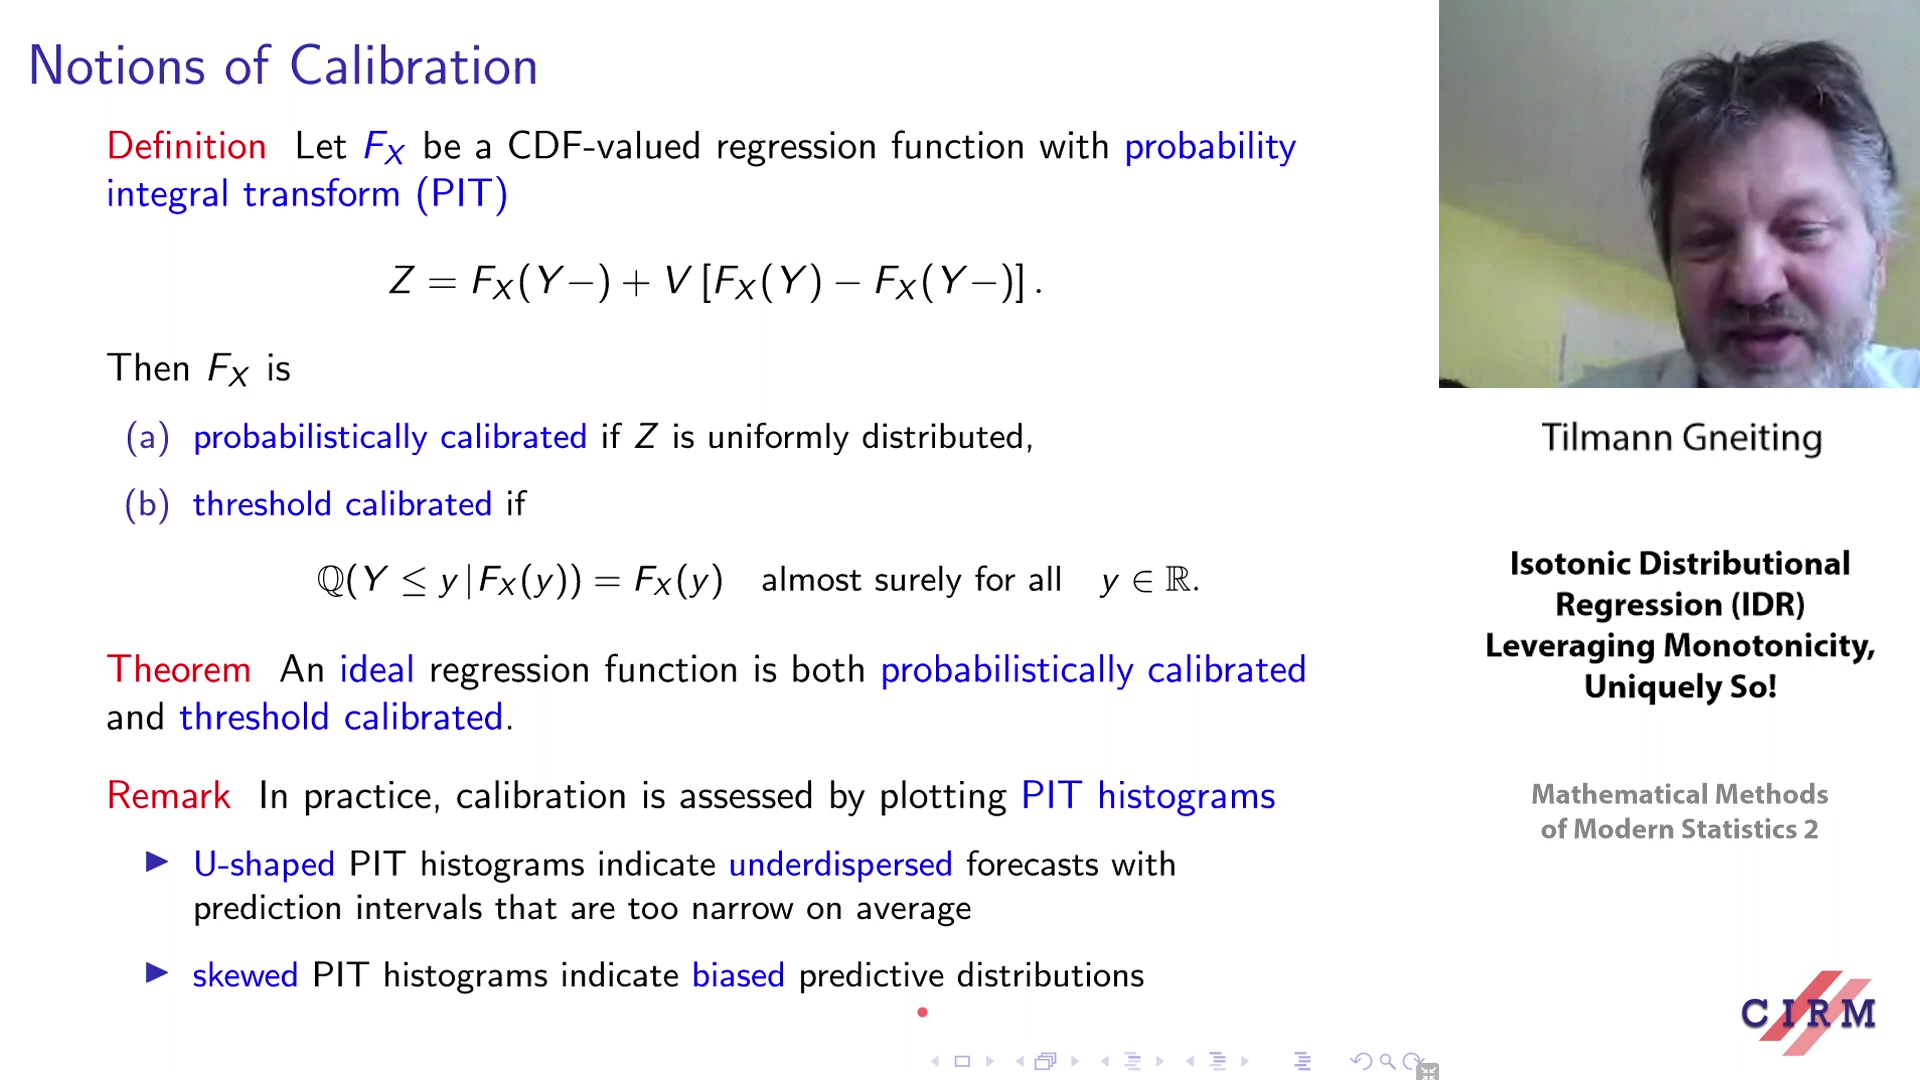 Notions of Calibration
Definition Let F_X be a CDF-valued regression function with probability
integral transform (PIT)
Z = F_X(Y−) + V [F_X(Y) − F_X(Y−)] .
Then F_X is
(a) probabilistically calibrated if Z is uniformly distributed,
(b) threshold calibrated if
ℚ(Y ≤ y | F_X(y)) = F_X(y) almost surely for all y ∈ ℝ.
Theorem An ideal regression function is both probabilistically calibrated
and threshold calibrated.
Remark In practice, calibration is assessed by plotting PIT histograms
▶ U-shaped PIT histograms indicate underdispersed forecasts with
prediction intervals that are too narrow on average
▶ skewed PIT histograms indicate biased predictive distributions
Tilmann Gneiting
Isotonic Distributional
Regression (IDR)
Leveraging Monotonicity,
Uniquely So!
Mathematical Methods
of Modern Statistics 2
CIRM